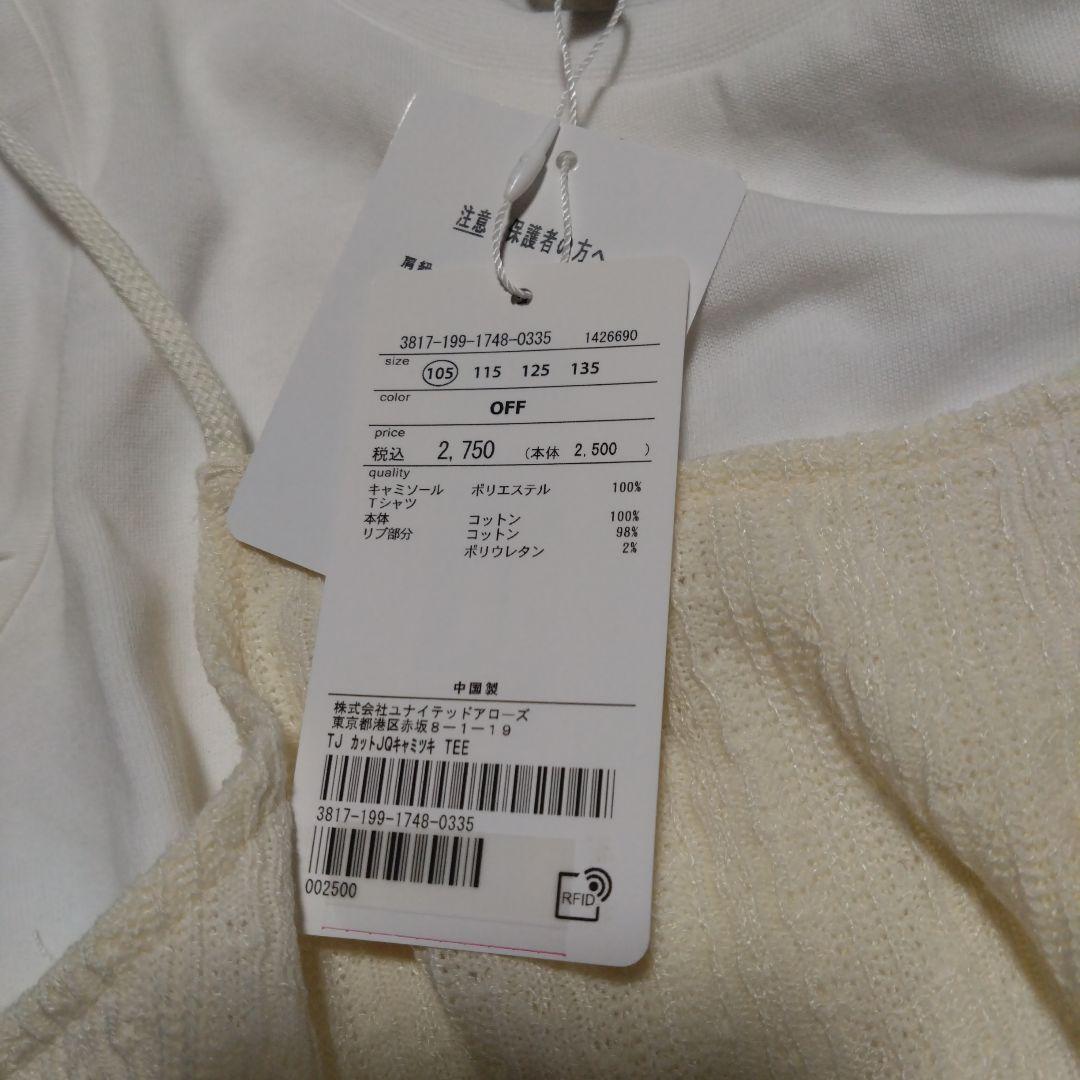 注意 保護者の方へ
肩紐
3817-199-1748-0335 1426690
size 105 115 125 135
color OFF
price
税込 2,750 (本体 2,500 )
quality
キャミソール ポリエステル 100%
Tシャツ
本体 コットン 100%
リブ部分 コットン 98%
ポリウレタン 2%
中国製
株式会社ユナイテッドアローズ
東京都港区赤坂8-1-19
TJ カットJQキャミツキ TEE
3817-199-1748-0335
002500
RFID